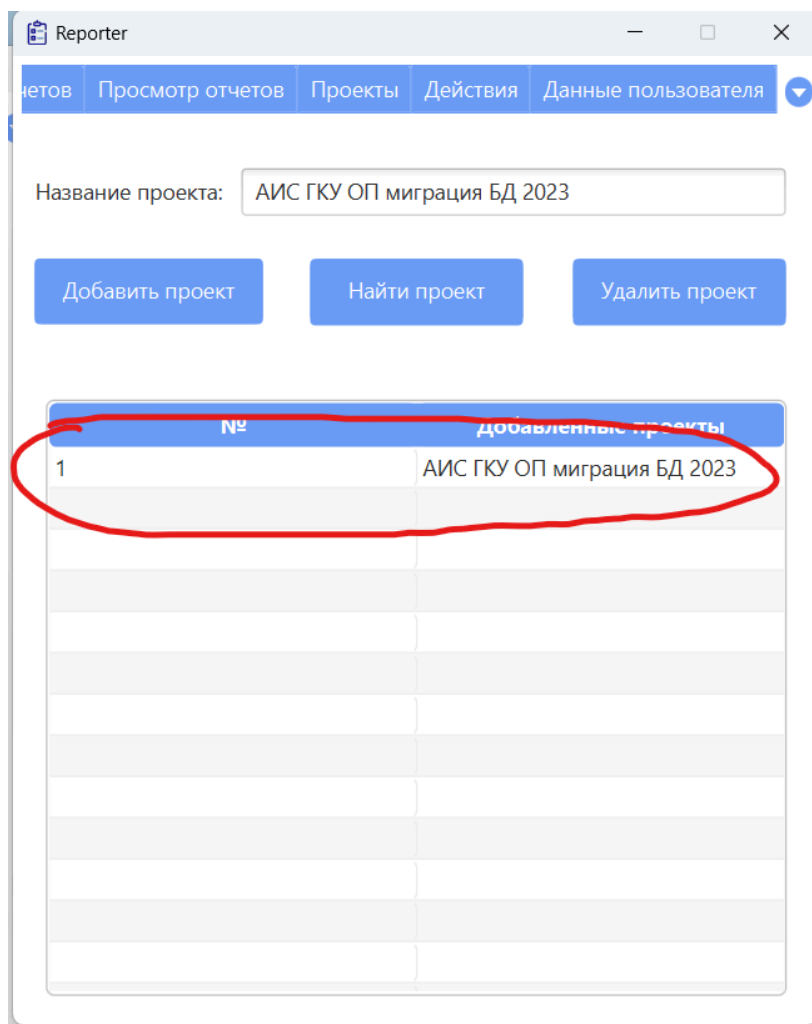 Reporter
четов Просмотр отчетов Проекты Действия Данные пользователя
Название проекта: АИС ГКУ ОП миграция БД 2023
Добавить проект Найти проект Удалить проект
№ Добавленные проекты
1 АИС ГКУ ОП миграция БД 2023